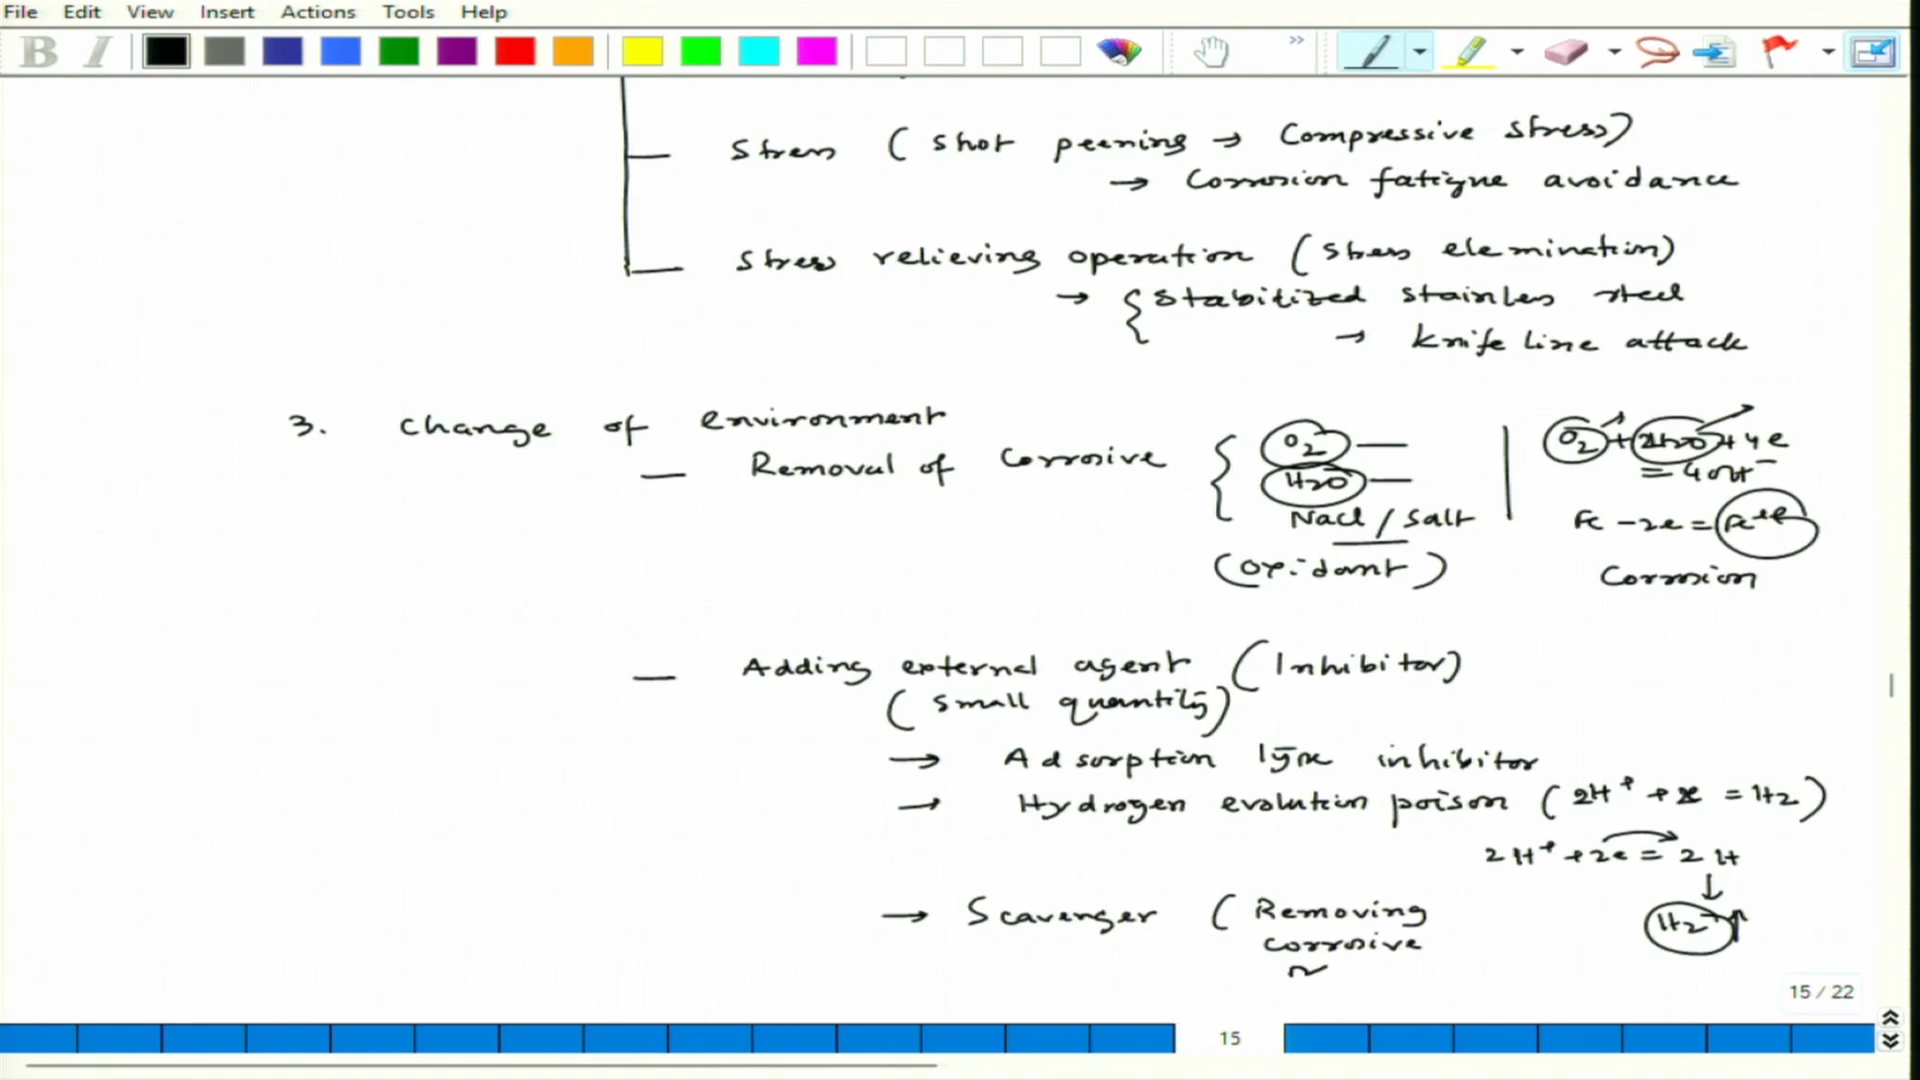 File Edit View Insert Actions Tools Help
B I
Stress ( Shot peening → Compressive stress)
→ Corrosion fatigue avoidance
Stress relieving operation (Stress elemination)
→ { Stabilized stainless steel
→ Knife line attack
3. Change of environment
— Removal of Corrosive { O2 —
H2O —
NaCl / Salt
(Oxidant)
O2 + 2H2O + 4e
= 4OH⁻
Fe - 2e = Fe++
Corrosion
— Adding external agent (Inhibitor)
( Small quantity)
→ Adsorption type inhibitor
→ Hydrogen evolution poison ( 2H+ + = H2 )
2H+ + 2e = 2H
↓
H2 ↑
→ Scavenger ( Removing
corrosive
15 / 22
15